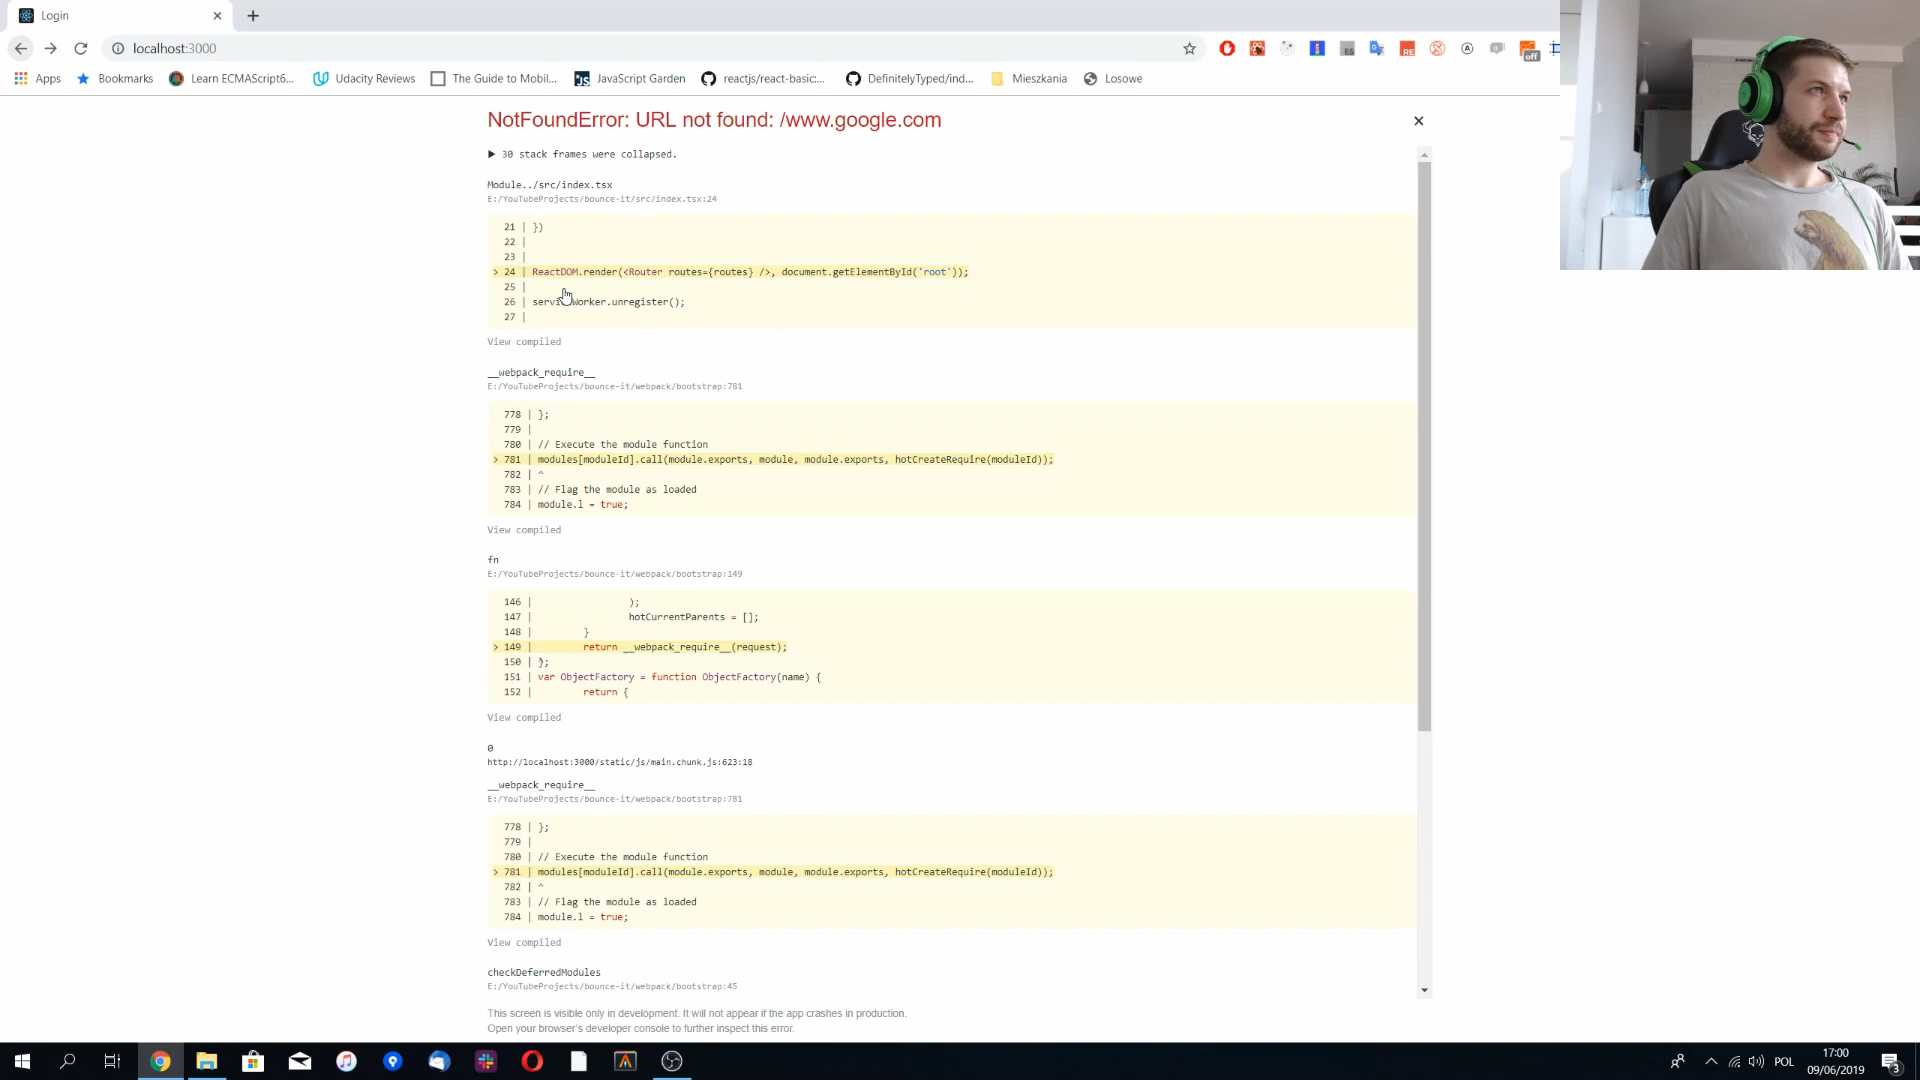 Login
localhost:3000
ES
RE
off
Apps
Bookmarks
Learn ECMAScript6...
Udacity Reviews
The Guide to Mobil...
JavaScript Garden
reactjs/react-basic:...
DefinitelyTyped/ind...
Mieszkania
Losowe
NotFoundError: URL not found: /www.google.com
▶ 30 stack frames were collapsed.
Module../src/index.tsx
E:/YouTubeProjects/bounce-it/src/index.tsx:24
21 | })
22 |
23 |
> 24 | ReactDOM.render(<Router routes={routes} />, document.getElementById('root'));
25 |
26 | serviceWorker.unregister();
27 |
View compiled
__webpack_require__
E:/YouTubeProjects/bounce-it/webpack/bootstrap:781
778 | };
779 |
780 | // Execute the module function
> 781 | modules[moduleId].call(module.exports, module, module.exports, hotCreateRequire(moduleId));
782 | ^
783 | // Flag the module as loaded
784 | module.l = true;
View compiled
fn
E:/YouTubeProjects/bounce-it/webpack/bootstrap:149
146 | );
147 | hotCurrentParents = [];
148 | }
> 149 | return __webpack_require__(request);
150 | };
151 | var ObjectFactory = function ObjectFactory(name) {
152 | return {
View compiled
0
http://localhost:3000/static/js/main.chunk.js:623:18
__webpack_require__
E:/YouTubeProjects/bounce-it/webpack/bootstrap:781
778 | };
779 |
780 | // Execute the module function
> 781 | modules[moduleId].call(module.exports, module, module.exports, hotCreateRequire(moduleId));
782 | ^
783 | // Flag the module as loaded
784 | module.l = true;
View compiled
checkDeferredModules
E:/YouTubeProjects/bounce-it/webpack/bootstrap:45
This screen is visible only in development. It will not appear if the app crashes in production.
Open your browser's developer console to further inspect this error.
POL
17:00
09/06/2019
3